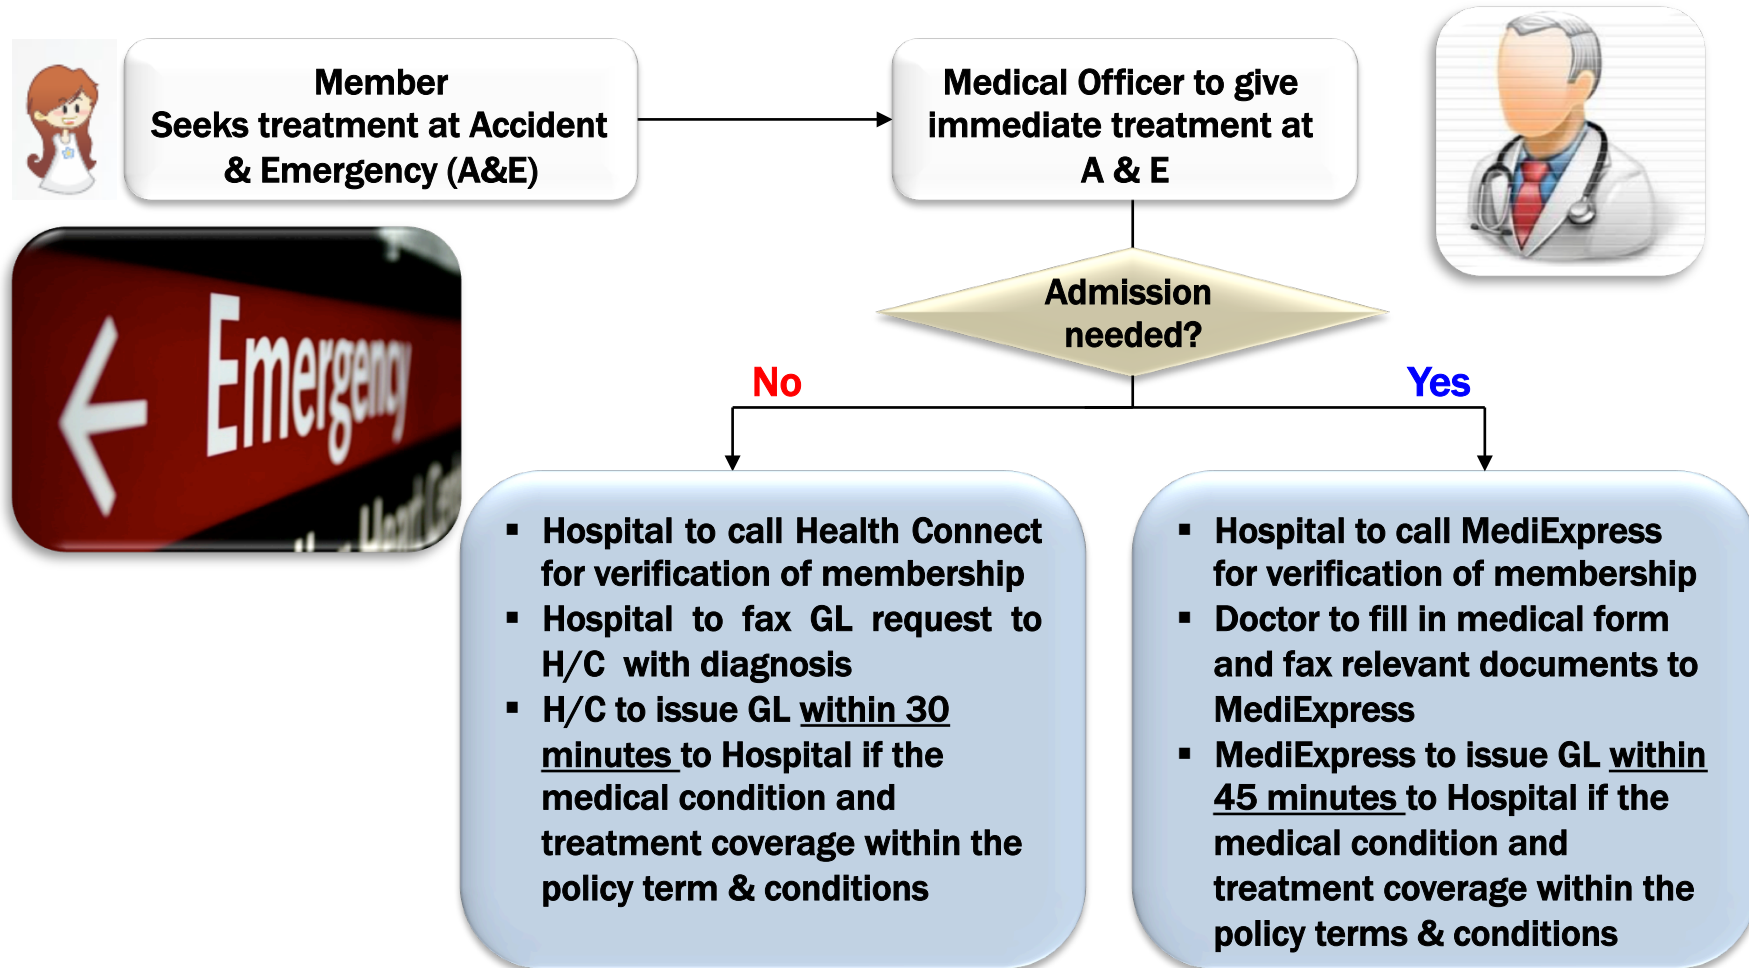 Member
Seeks treatment at Accident
& Emergency (A&E)
Medical Officer to give
immediate treatment at
A & E
Emergency
Admission
needed?
No
Yes
▪ Hospital to call Health Connect
for verification of membership
▪ Hospital to fax GL request to
H/C with diagnosis
▪ H/C to issue GL within 30
minutes to Hospital if the
medical condition and
treatment coverage within the
policy term & conditions
▪ Hospital to call MediExpress
for verification of membership
▪ Doctor to fill in medical form
and fax relevant documents to
MediExpress
▪ MediExpress to issue GL within
45 minutes to Hospital if the
medical condition and
treatment coverage within the
policy terms & conditions